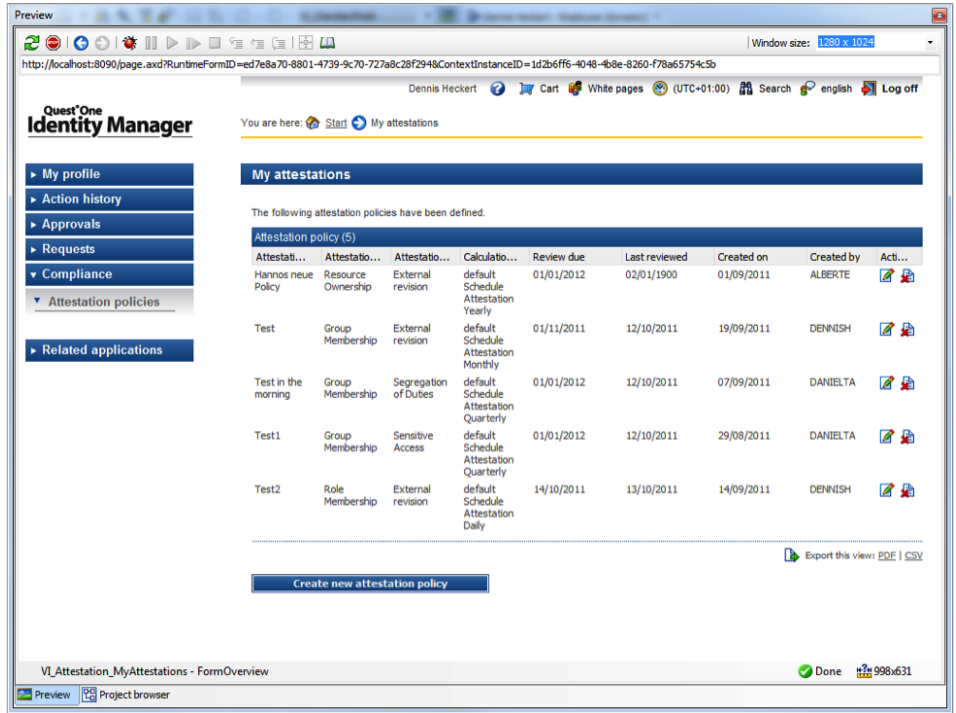 Preview
Window size: 1280 x 1024
http://localhost:8090/page.axd?RuntimeFormID=ed7e8a70-8801-4739-9c70-727a8c28f294&ContextInstanceID=1d2b6ff6-4048-4b8e-8260-f78a65754c5b
Dennis Heckert Cart White pages (UTC+01:00) Search english Log off
Quest One
Identity Manager
You are here: Start My attestations
My profile
Action history
Approvals
Requests
Compliance
Attestation policies
Related applications
My attestations
The following attestation policies have been defined.
Attestation policy (5)
Attestati... Attestatio... Attestatio... Calculatio... Review due Last reviewed Created on Created by Acti...
Hannos neue Resource External default 01/01/2012 02/01/1900 01/09/2011 ALBERTE
Policy Ownership revision Schedule
Attestation
Yearly
Test Group External default 01/11/2011 12/10/2011 19/09/2011 DENNISH
Membership revision Schedule
Attestation
Monthly
Test in the Group Segregation default 01/01/2012 12/10/2011 07/09/2011 DANIELTA
morning Membership of Duties Schedule
Attestation
Quarterly
Test1 Group Sensitive default 01/01/2012 12/10/2011 29/08/2011 DANIELTA
Membership Access Schedule
Attestation
Quarterly
Test2 Role External default 14/10/2011 13/10/2011 14/09/2011 DENNISH
Membership revision Schedule
Attestation
Daily
Export this view: PDF | CSV
Create new attestation policy
VI_Attestation_MyAttestations - FormOverview
Done 998x631
Preview Project browser